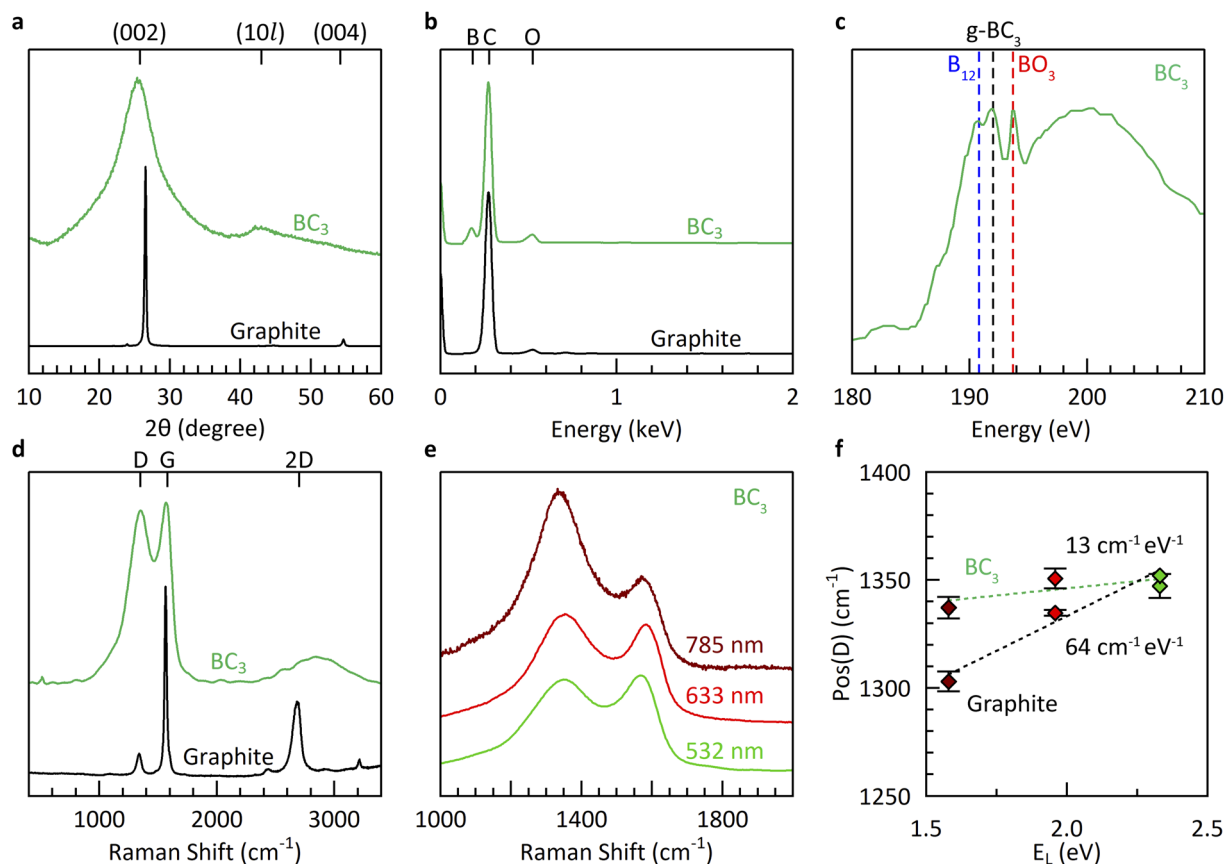 a
(002) (10l) (004)
BC₃
Graphite
10 20 30 40 50 60
2θ (degree)
b
B C O
BC₃
Graphite
0 1 2
Energy (keV)
c
g-BC₃
B₁₂ BO₃ BC₃
180 190 200 210
Energy (eV)
d
D G 2D
BC₃
Graphite
1000 2000 3000
Raman Shift (cm⁻¹)
e
BC₃
785 nm
633 nm
532 nm
1000 1400 1800
Raman Shift (cm⁻¹)
f
1400
1350
1300
1250
Pos(D) (cm⁻¹)
13 cm⁻¹ eV⁻¹
BC₃
64 cm⁻¹ eV⁻¹
Graphite
1.5 2.0 2.5
E_L (eV)